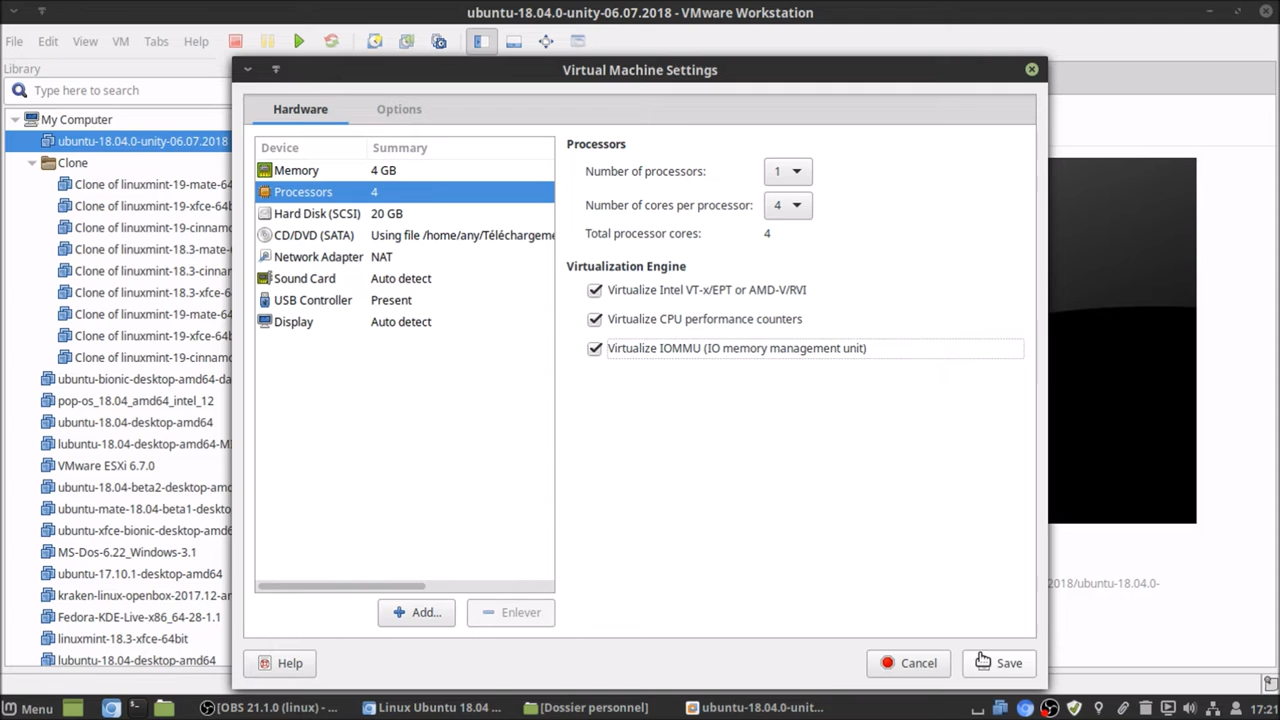 ubuntu-18.04.0-unity-06.07.2018 - VMware Workstation
File Edit View VM Tabs Help
Library
Type here to search
My Computer
ubuntu-18.04.0-unity-06.07.2018
Clone
Clone of linuxmint-19-mate-64
Clone of linuxmint-19-xfce-64b
Clone of linuxmint-19-cinnamo
Clone of linuxmint-18.3-mate-
Clone of linuxmint-18.3-cinnar
Clone of linuxmint-18.3-xfce-6
Clone of linuxmint-19-mate-64
Clone of linuxmint-19-xfce-64b
Clone of linuxmint-19-cinnamo
ubuntu-bionic-desktop-amd64-da
pop-os_18.04_amd64_intel_12
ubuntu-18.04-desktop-amd64
lubuntu-18.04-desktop-amd64-MI
VMware ESXi 6.7.0
ubuntu-18.04-beta2-desktop-amd
ubuntu-mate-18.04-beta1-deskto
ubuntu-xfce-bionic-desktop-amd6
MS-Dos-6.22_Windows-3.1
ubuntu-17.10.1-desktop-amd64
kraken-linux-openbox-2017.12-ar
Fedora-KDE-Live-x86_64-28-1.1
linuxmint-18.3-xfce-64bit
lubuntu-18.04-desktop-amd64
Virtual Machine Settings
Hardware Options
Device Summary
Memory 4 GB
Processors 4
Hard Disk (SCSI) 20 GB
CD/DVD (SATA) Using file /home/any/Téléchargeme
Network Adapter NAT
Sound Card Auto detect
USB Controller Present
Display Auto detect
Add... Enlever
Processors
Number of processors: 1
Number of cores per processor: 4
Total processor cores: 4
Virtualization Engine
Virtualize Intel VT-x/EPT or AMD-V/RVI
Virtualize CPU performance counters
Virtualize IOMMU (IO memory management unit)
Help Cancel Save
2018/ubuntu-18.04.0-
Menu [OBS 21.1.0 (linux) - ... Linux Ubuntu 18.04 ... [Dossier personnel] ubuntu-18.04.0-unit... 17:21